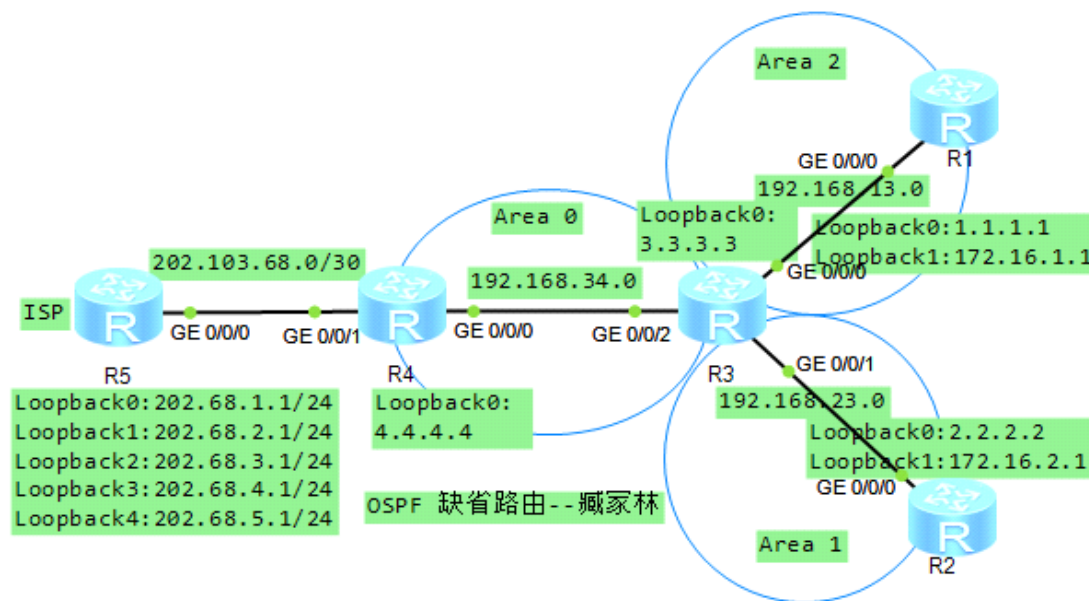 Area 2
R
R1
GE 0/0/0
192.168.13.0
Loopback0:1.1.1.1
Loopback1:172.16.1.1
Loopback0:
3.3.3.3
GE 0/0/0
Area 0
202.103.68.0/30
192.168.34.0
ISP
R
GE 0/0/0
GE 0/0/1
R
GE 0/0/0
GE 0/0/2
R
R5
R4
R3
GE 0/0/1
Loopback0:202.68.1.1/24
Loopback1:202.68.2.1/24
Loopback2:202.68.3.1/24
Loopback3:202.68.4.1/24
Loopback4:202.68.5.1/24
Loopback0:
4.4.4.4
192.168.23.0
Loopback0:2.2.2.2
Loopback1:172.16.2.1
GE 0/0/0
OSPF 缺省路由--臧冢林
R
Area 1
R2